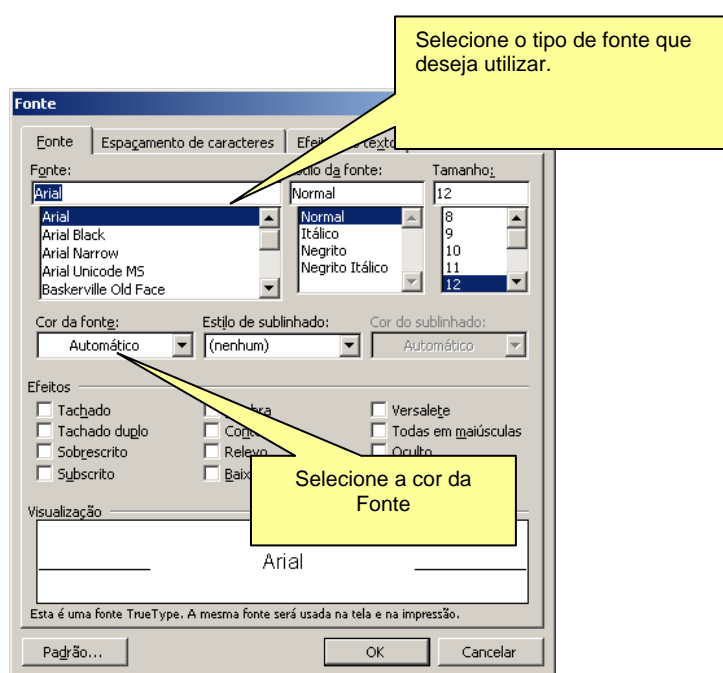 Selecione o tipo de fonte que
deseja utilizar.
Fonte
Fonte
Espaçamento de caracteres
Fonte:
da fonte:
Tamanho:
Arial
Normal
12
Arial
Arial Black
Arial Narrow
Arial Unicode MS
Baskerville Old Face
Normal
Itálico
Negrito
Negrito Itálico
8
9
10
11
12
Cor da fonte:
Estilo de sublinhado:
Cor do sublinhado:
Automático
(nenhum)
Automático
Efeitos
Tachado
Tachado duplo
Sobrescrito
Subscrito
Relevo
Versalete
Todas em maiúsculas
Oculto
Selecione a cor da
Fonte
Visualização
Arial
Esta é uma fonte TrueType. A mesma fonte será usada na tela e na impressão.
Padrão...
OK
Cancelar